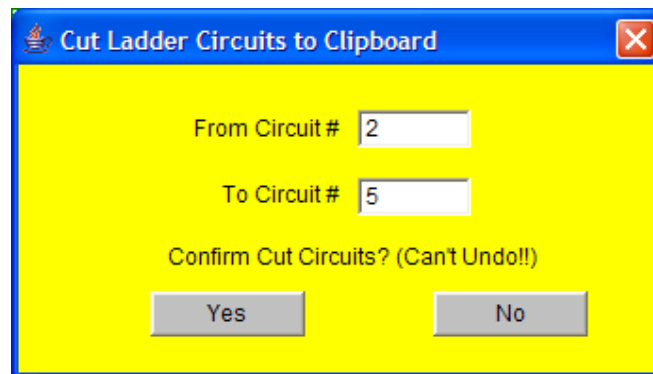 Cut Ladder Circuits to Clipboard
From Circuit # 2
To Circuit # 5
Confirm Cut Circuits? (Can't Undo!!)
Yes No